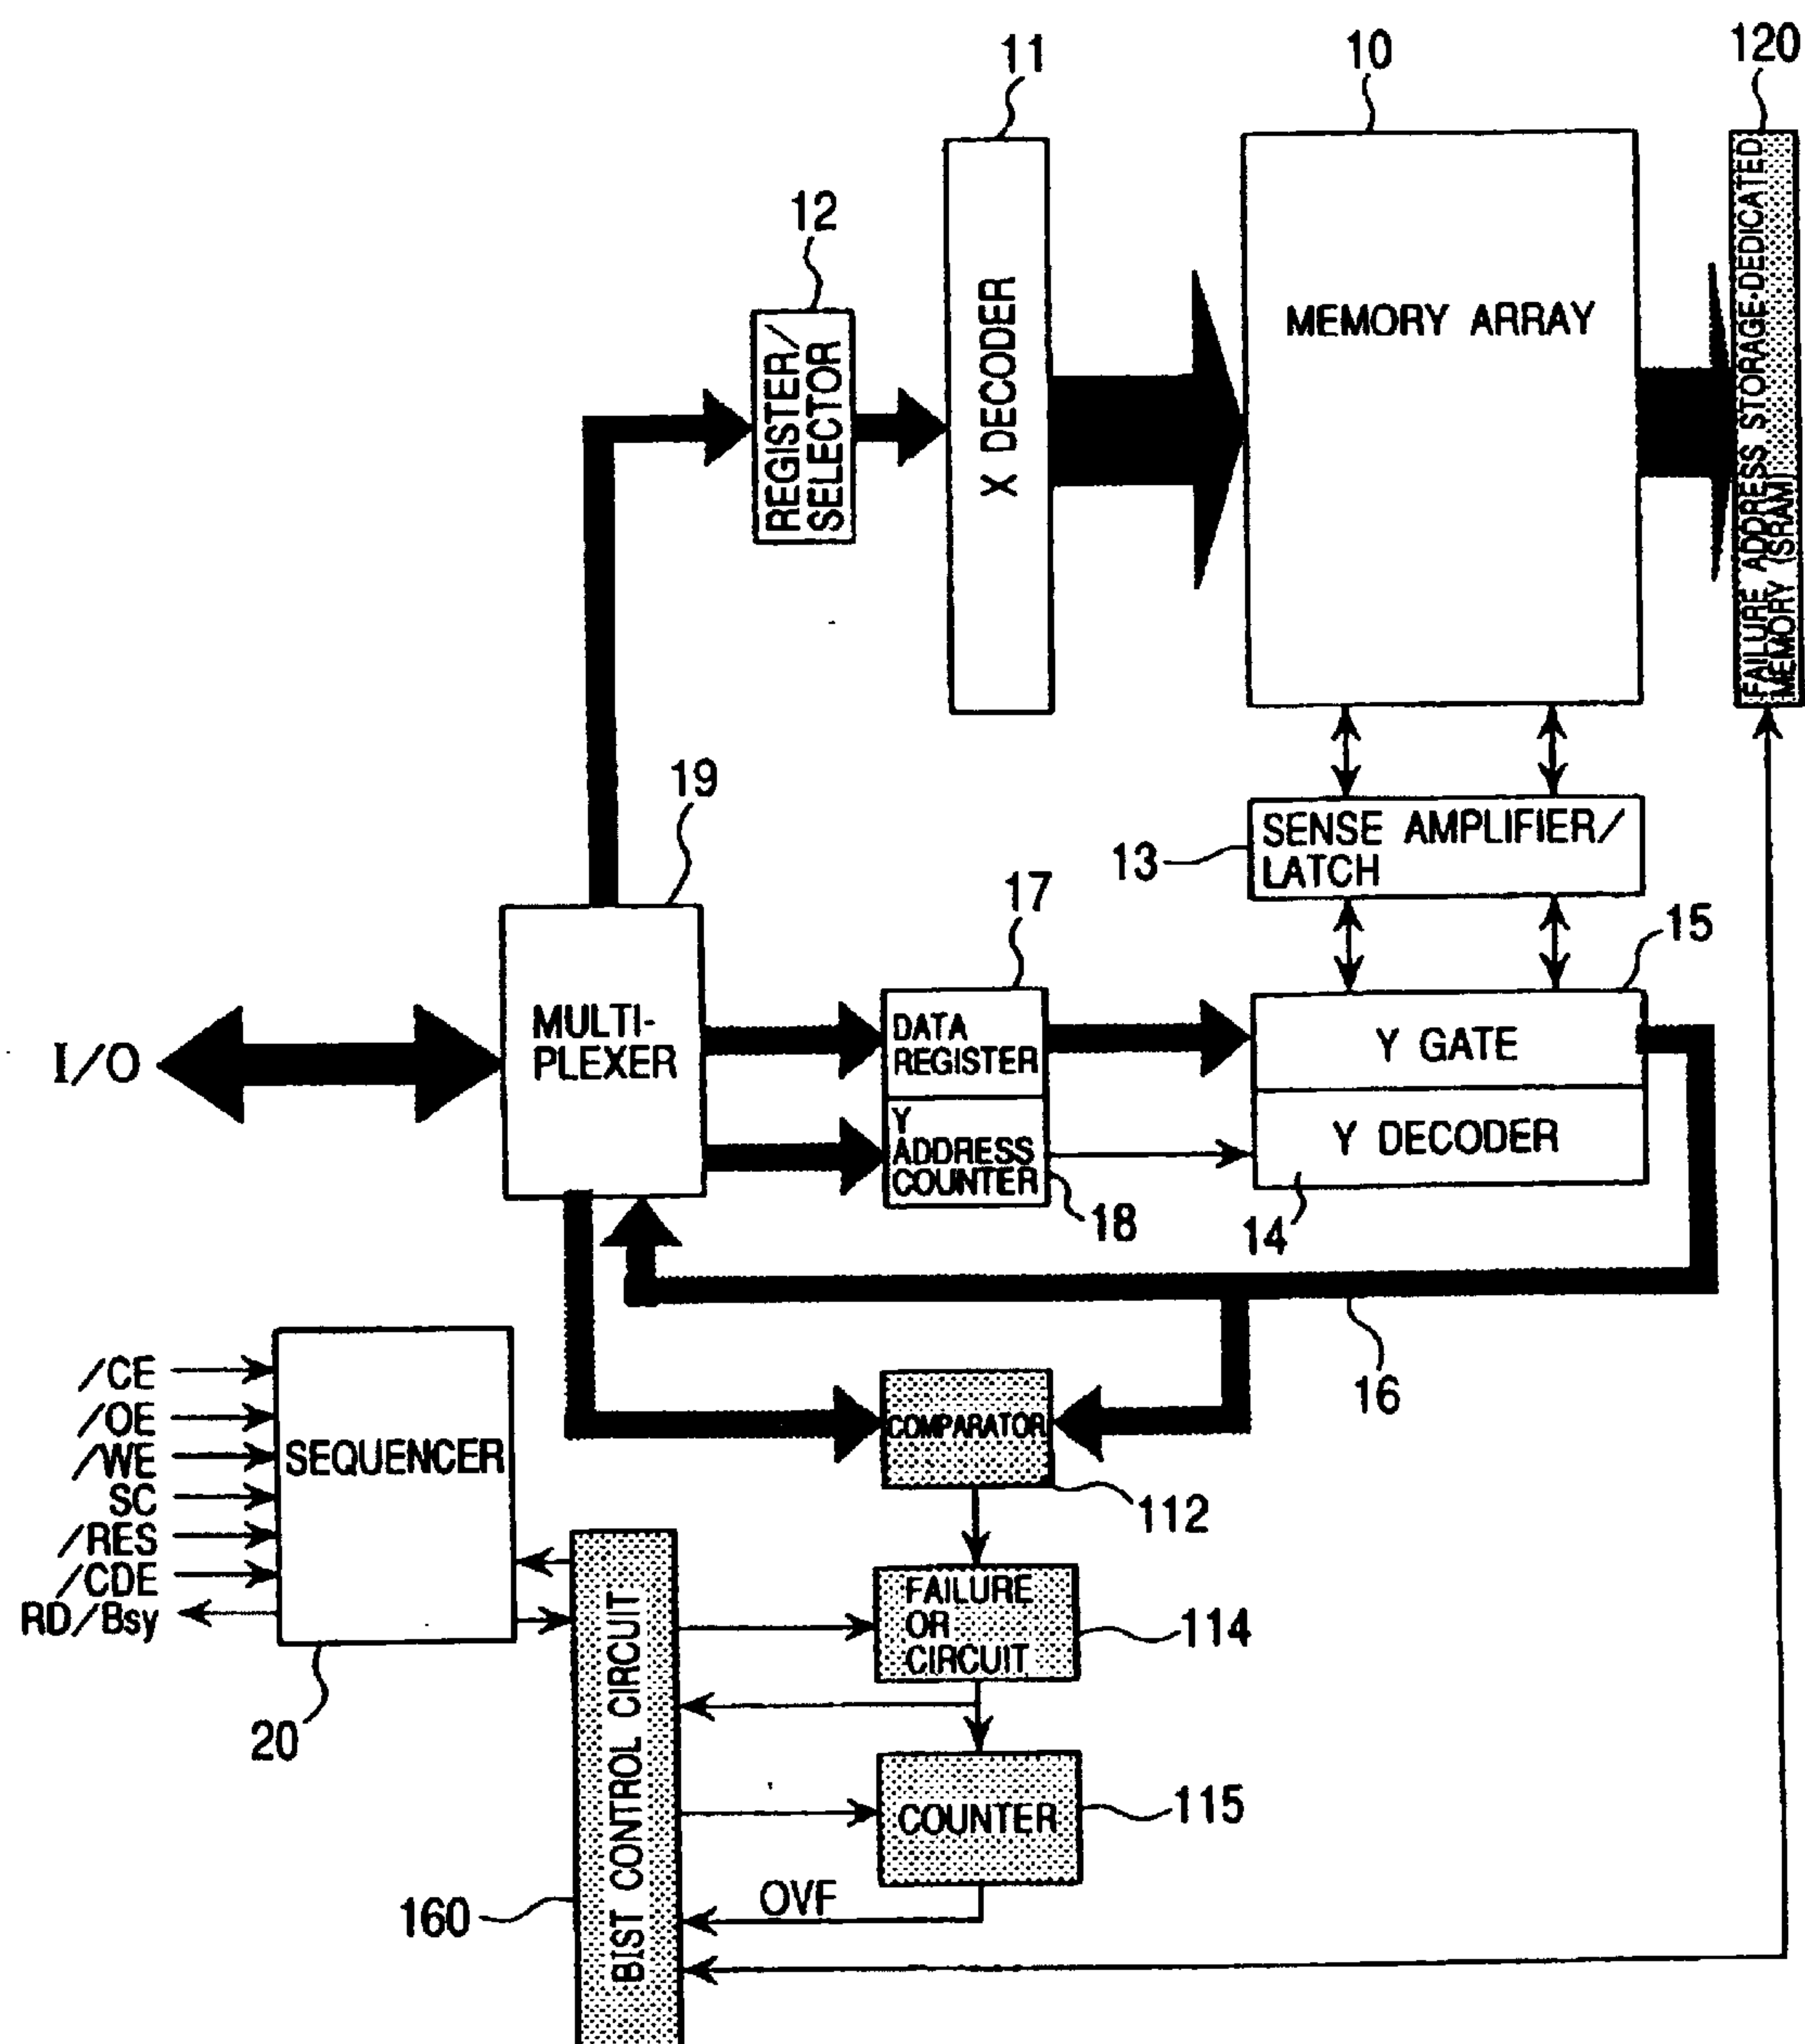 11
10
120
12
REGISTER/
SELECTOR
X DECODER
MEMORY ARRAY
FAILURE ADDRESS STORAGE-DEDICATED
MEMORY (SRAM)
19
13
SENSE AMPLIFIER/
LATCH
17
15
I/O
MULTI-
PLEXER
DATA
REGISTER
Y
ADDRESS
COUNTER
18
Y GATE
Y DECODER
14
16
/CE
/OE
/WE
SC
/RES
/CDE
RD/Bsy
SEQUENCER
20
COMPARATOR
112
FAILURE
OR
CIRCUIT
114
COUNTER
115
OVF
160
BIST CONTROL CIRCUIT